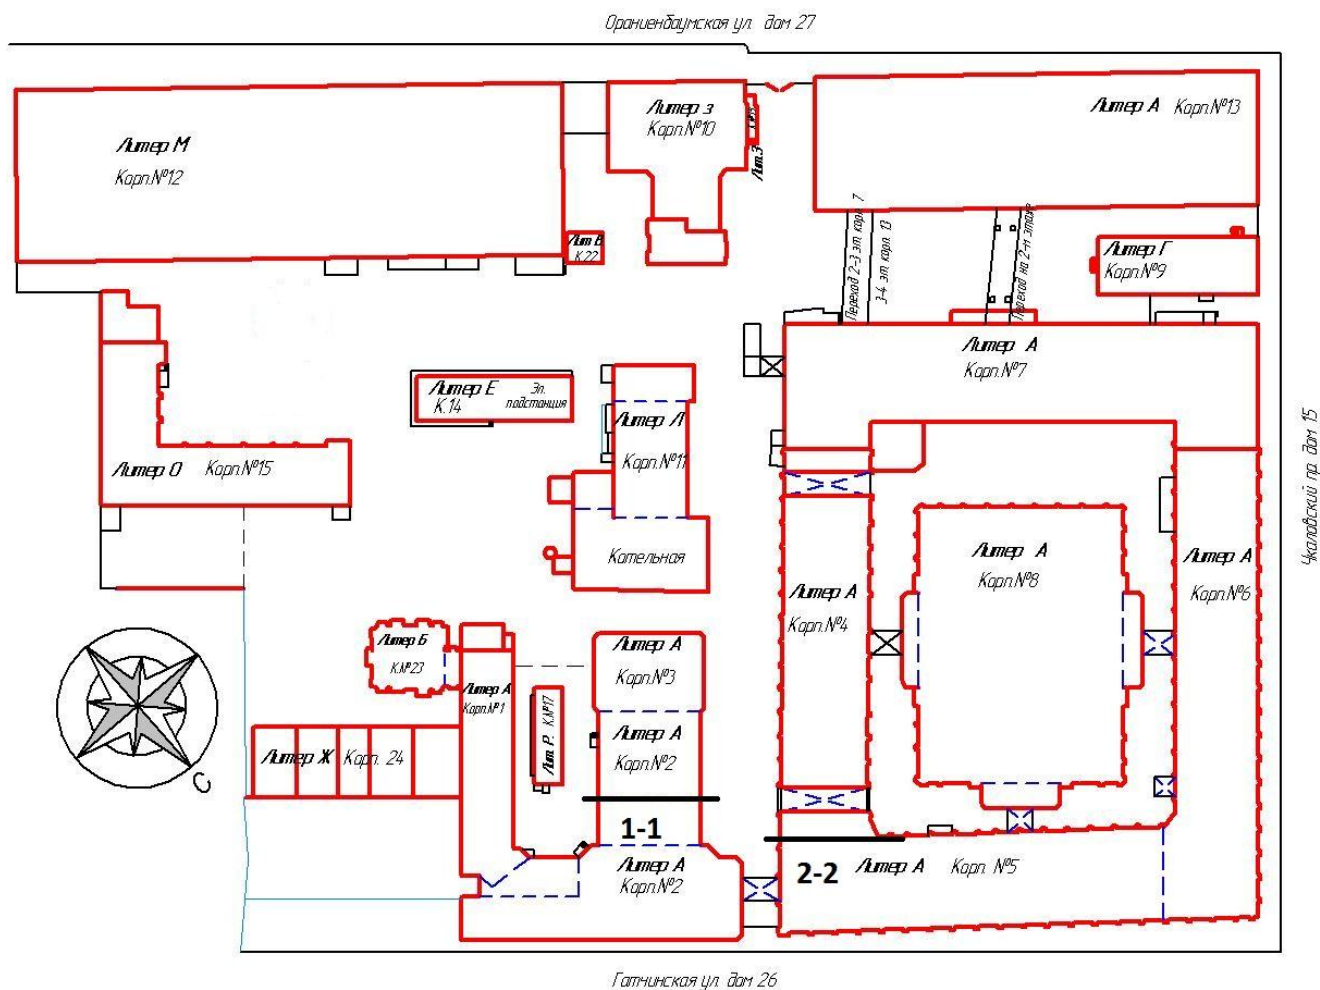 Ораниенбаумская ул. дом 27
Литер М
Корп.№12
Литер з
Корп.№10
Лит.З
Литер А Корп.№13
Лит В
К.22
Переход 2-3 эт. корп. 7
3-4 эт. корп. 13
Переход на 2-м этаже
Литер Г
Корп.№9
Литер А
Корп.№7
Литер Е
К.14
Эл.
подстанция
Литер Л
Корп.№11
Литер О Корп.№15
Котельная
Литер А
Корп.№4
Литер А
Корп.№8
Литер А
Корп.№6
Чкаловский пр. дом 15
Литер Б
К.№23
Литер А
Корп.№1
Лит. Р. К.№17
Литер А
Корп.№3
Литер А
Корп.№2
Литер Ж Корп. 24
С
1-1
Литер А
Корп.№2
2-2
Литер А Корп. №5
Гатчинская ул. дом 26